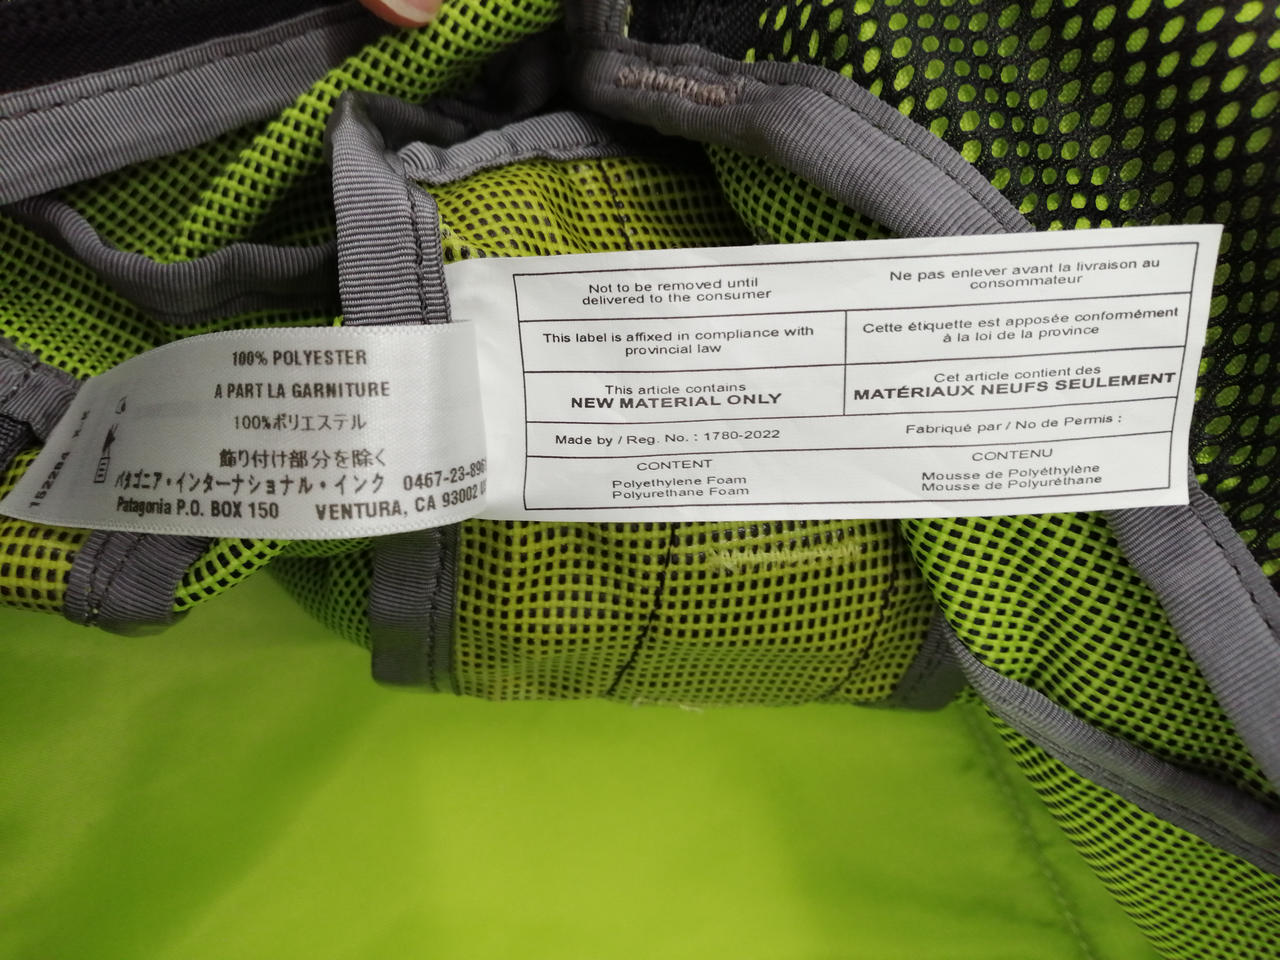 100% POLYESTER
A PART LA GARNITURE
100%ポリエステル
飾り付け部分を除く
パタゴニア・インターナショナル・インク 0467-23-896
Patagonia P.O. BOX 150 VENTURA, CA 93002
Not to be removed until
delivered to the consumer
Ne pas enlever avant la livraison au
consommateur
This label is affixed in compliance with
provincial law
Cette étiquette est apposée conformément
à la loi de la province
This article contains
NEW MATERIAL ONLY
Cet article contient des
MATÉRIAUX NEUFS SEULEMENT
Made by / Reg. No. : 1780-2022
Fabriqué par / No de Permis :
CONTENT
Polyethylene Foam
Polyurethane Foam
CONTENU
Mousse de Polyéthylène
Mousse de Polyuréthane